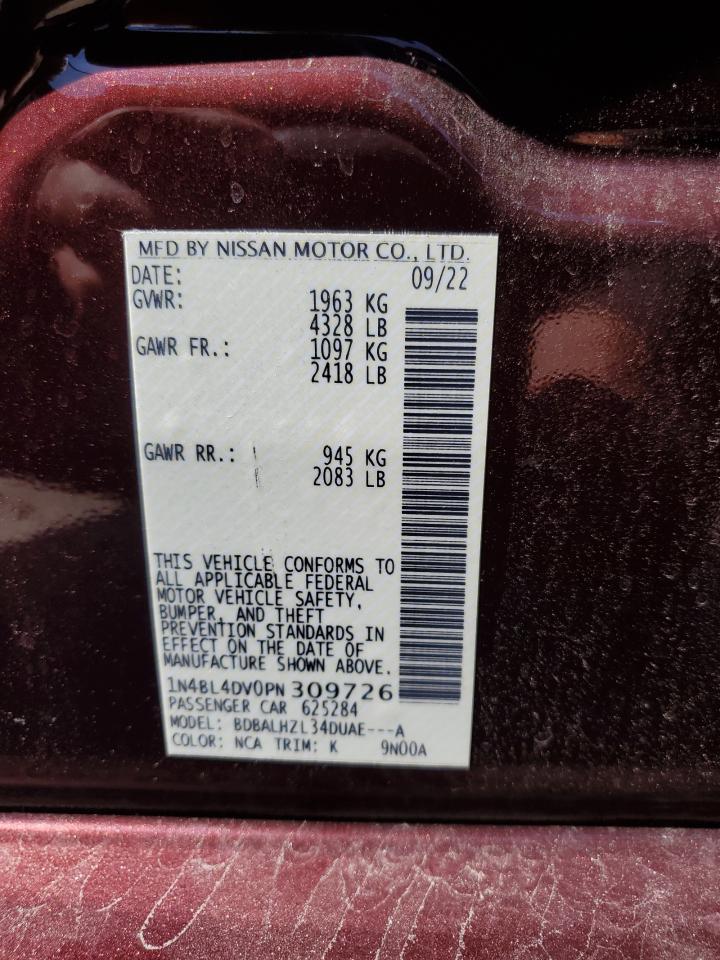 MFD BY NISSAN MOTOR CO., LTD.
DATE: 09/22
GVWR: 1963 KG
4328 LB
GAWR FR.: 1097 KG
2418 LB
GAWR RR.: 945 KG
2083 LB
THIS VEHICLE CONFORMS TO
ALL APPLICABLE FEDERAL
MOTOR VEHICLE SAFETY,
BUMPER, AND THEFT
PREVENTION STANDARDS IN
EFFECT ON THE DATE OF
MANUFACTURE SHOWN ABOVE.
1N4BL4DV0PN 309726
PASSENGER CAR 625284
MODEL: BDBALHZL34DUAE---A
COLOR: NCA TRIM: K 9N00A